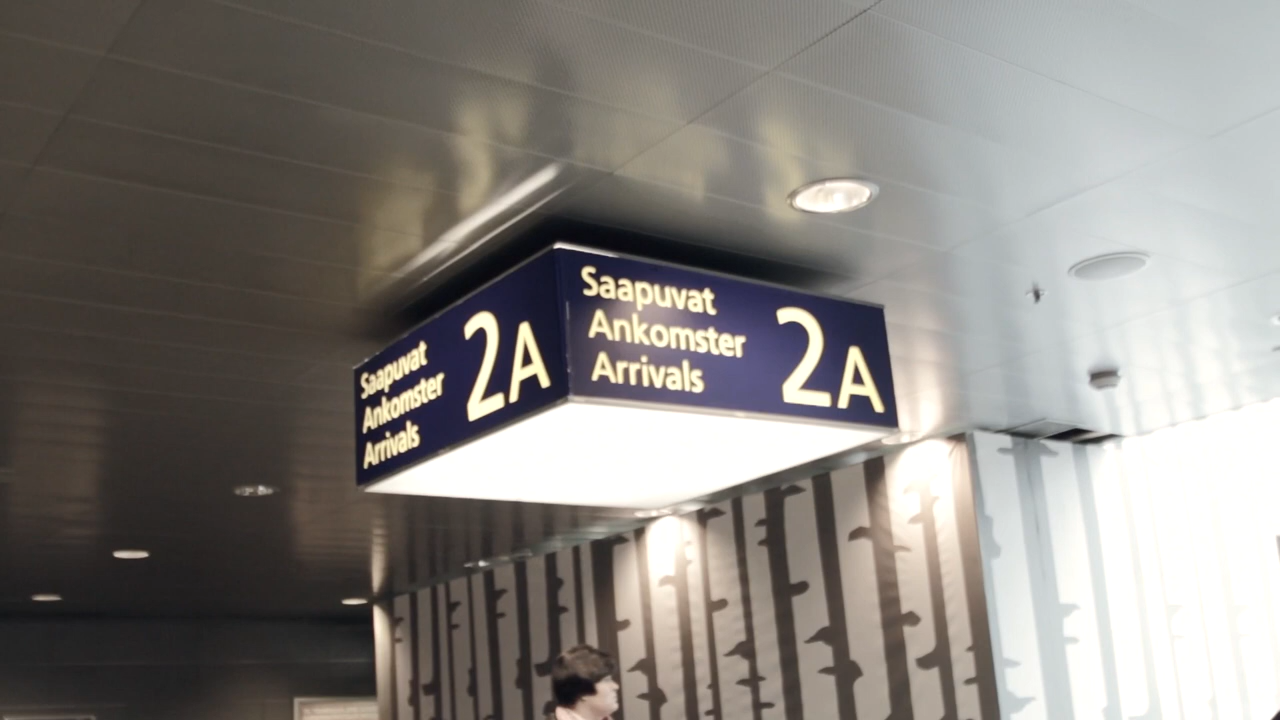 Saapuvat
Ankomster
Arrivals
2A
Saapuvat
Ankomster
Arrivals
2A